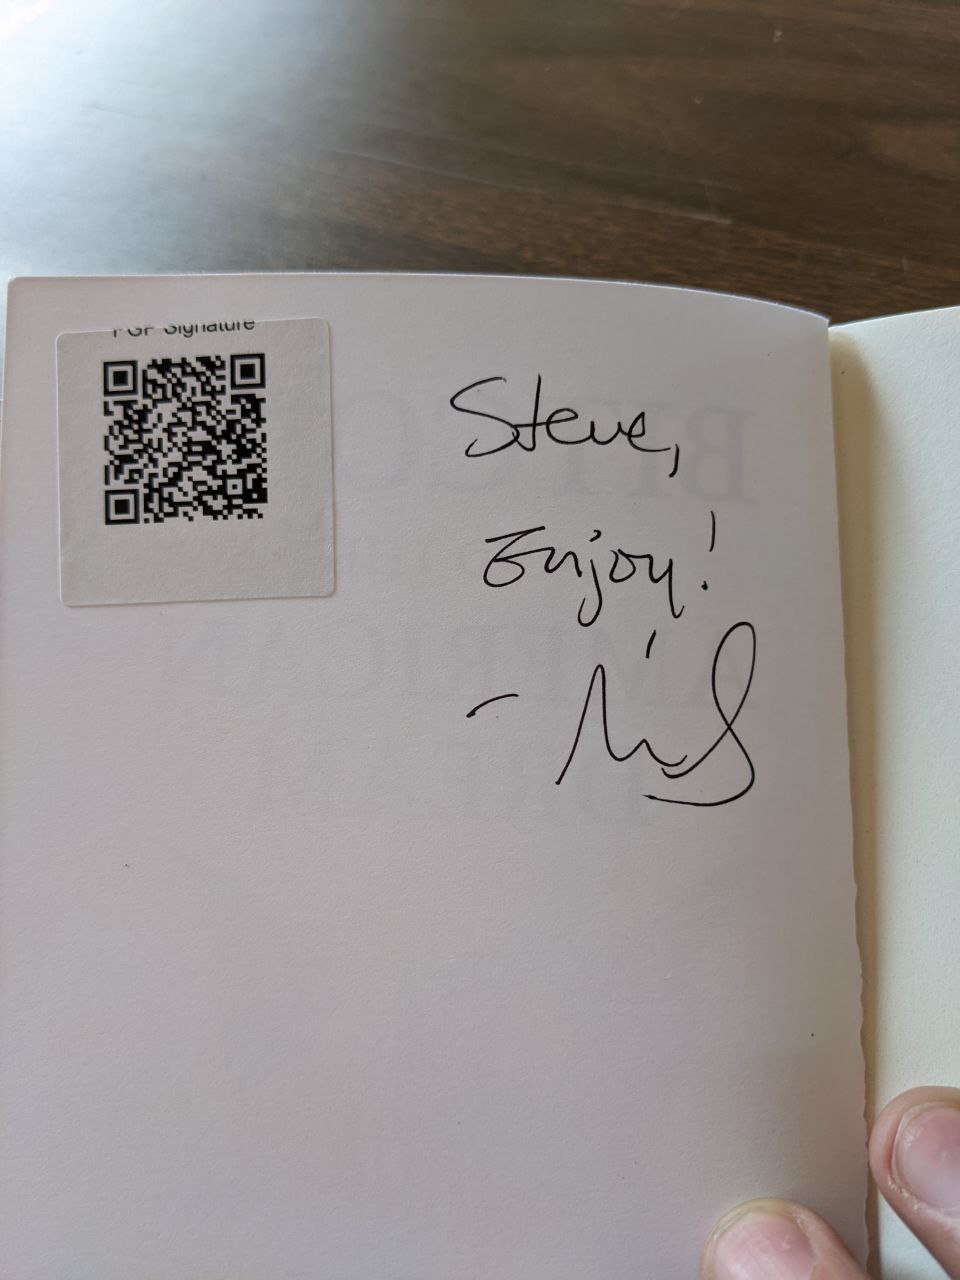 PGP Signature
Steve,
Enjoy!